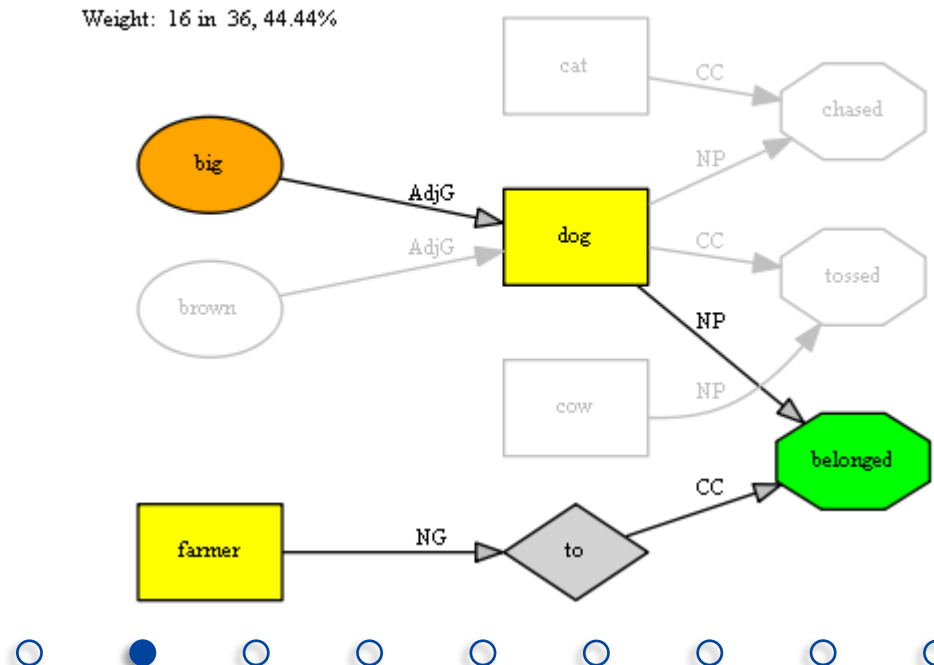 Weight: 16 in 36, 44.44%
cat
CC
chased
big
NP
AdjG
dog
CC
AdjG
tossed
brown
NP
NP
cow
belonged
CC
NG
farmer
to